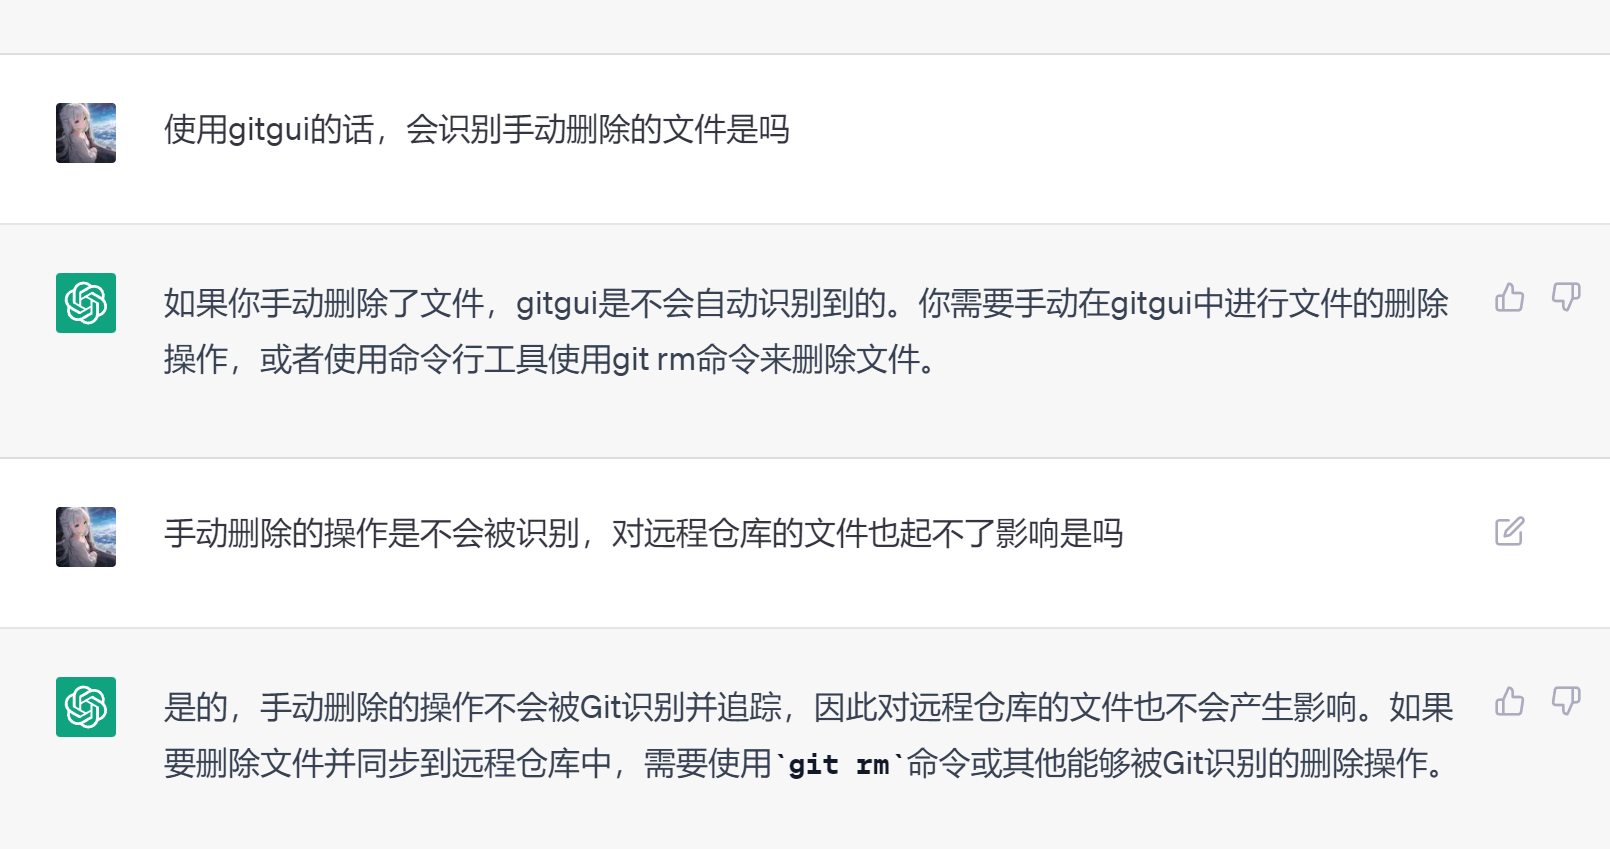 使用gitgui的话，会识别手动删除的文件是吗
如果你手动删除了文件，gitgui是不会自动识别到的。你需要手动在gitgui中进行文件的删除
操作，或者使用命令行工具使用git rm命令来删除文件。
手动删除的操作是不会被识别，对远程仓库的文件也起不了影响是吗
是的，手动删除的操作不会被Git识别并追踪，因此对远程仓库的文件也不会产生影响。如果
要删除文件并同步到远程仓库中，需要使用`git rm`命令或其他能够被Git识别的删除操作。